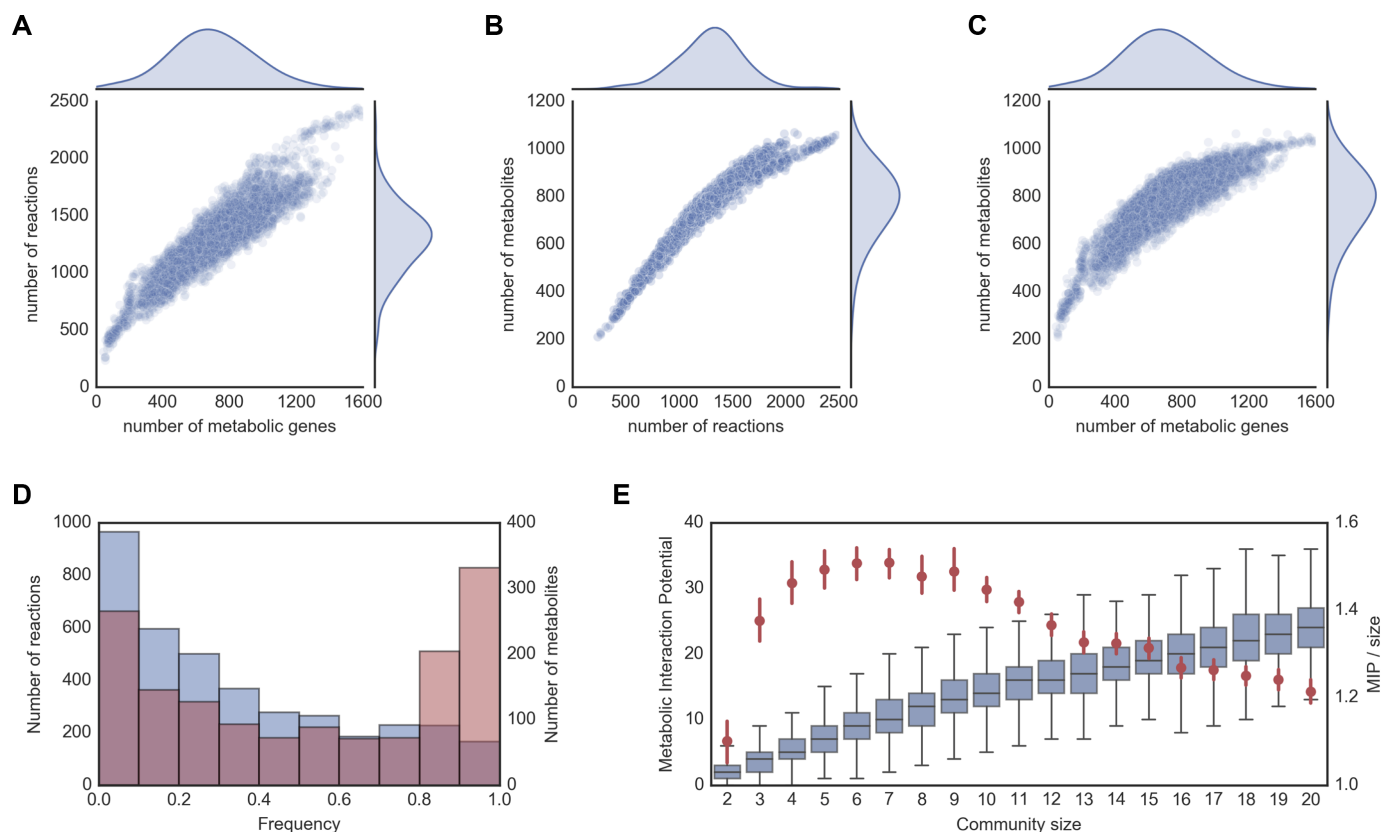 A
B
C
2500
2000
1500
1000
500
0
number of reactions
0 400 800 1200 1600
number of metabolic genes
1200
1000
800
600
400
200
0
number of metabolites
0 500 1000 1500 2000 2500
number of reactions
1200
1000
800
600
400
200
0
number of metabolites
0 400 800 1200 1600
number of metabolic genes
D
1000
800
600
400
200
0
Number of reactions
400
300
200
100
0
Number of metabolites
0.0 0.2 0.4 0.6 0.8 1.0
Frequency
E
40
30
20
10
0
Metabolic Interaction Potential
1.6
1.4
1.2
1.0
MIP / size
2 3 4 5 6 7 8 9 10 11 12 13 14 15 16 17 18 19 20
Community size